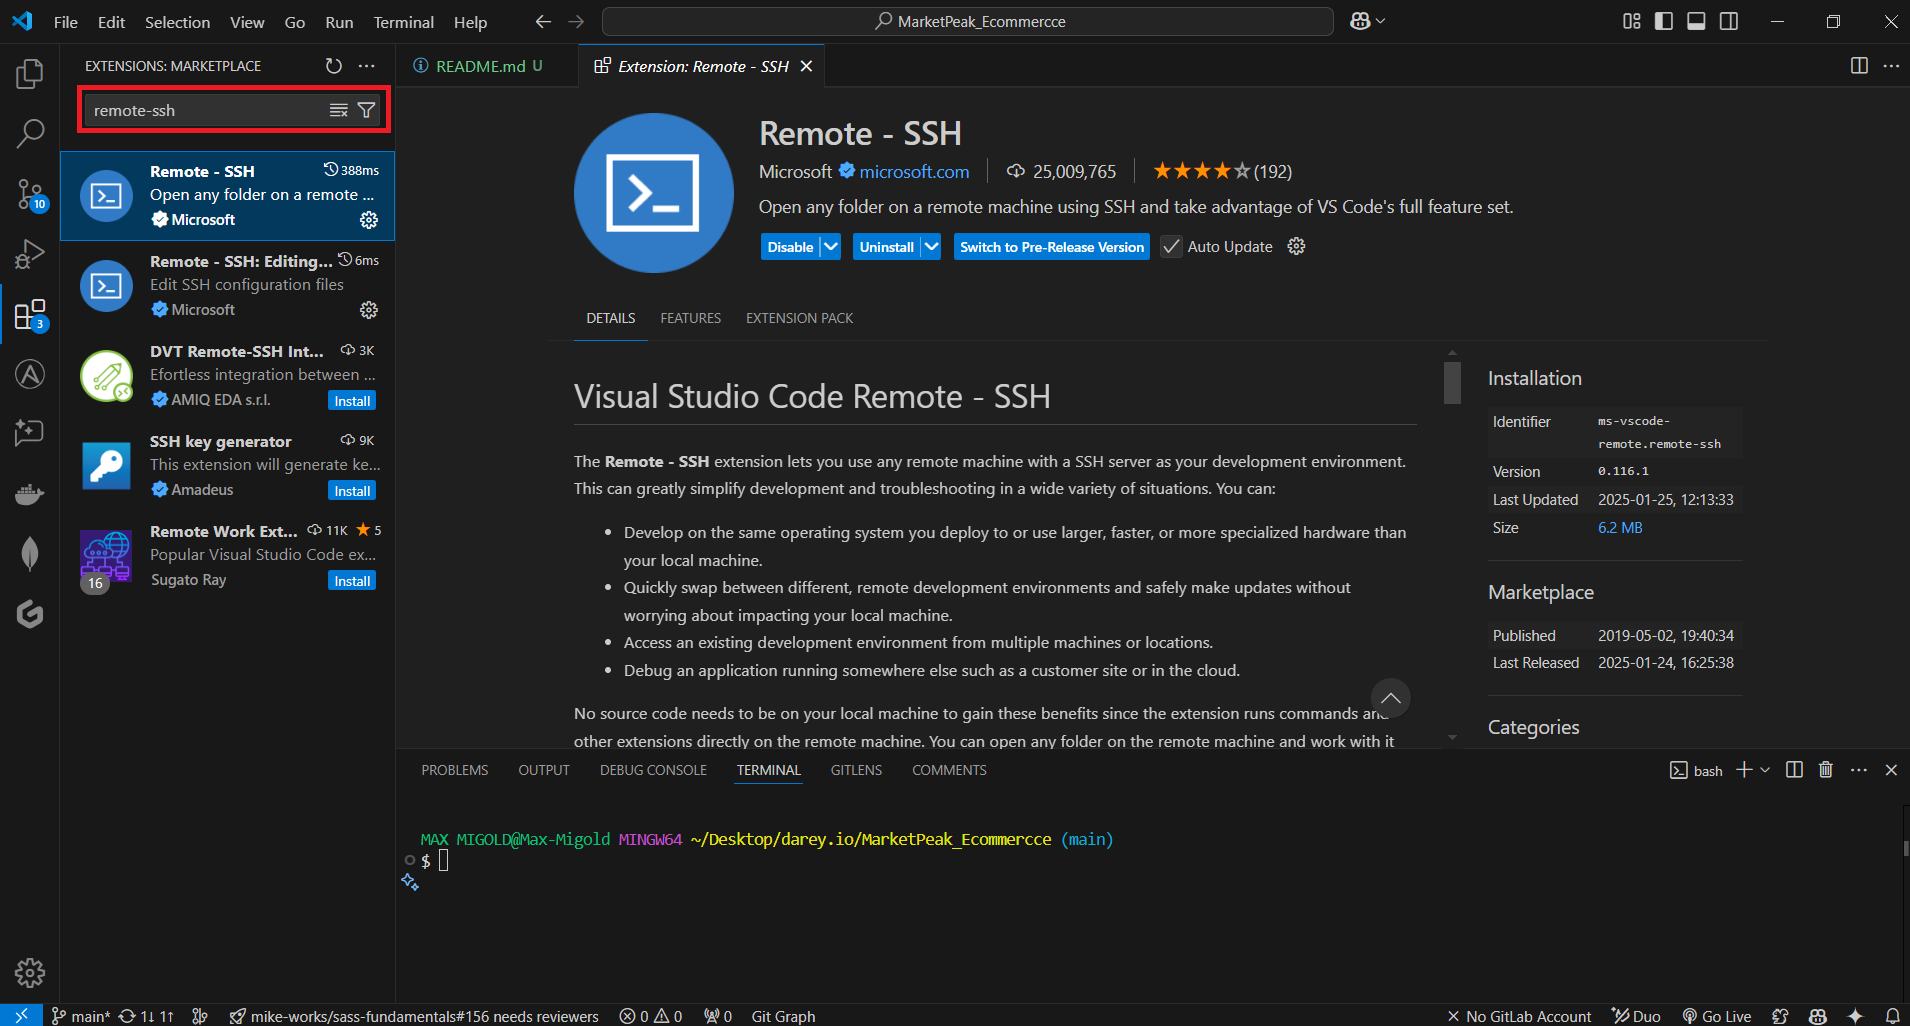 File Edit Selection View Go Run Terminal Help
MarketPeak_Ecommercce
EXTENSIONS: MARKETPLACE
remote-ssh
Remote - SSH 388ms
Open any folder on a remote ...
Microsoft
Remote - SSH: Editing... 6ms
Edit SSH configuration files
Microsoft
DVT Remote-SSH Int... 3K
Efortless integration between ...
AMIQ EDA s.r.l. Install
SSH key generator 9K
This extension will generate ke...
Amadeus Install
Remote Work Ext... 11K 5
Popular Visual Studio Code ex...
Sugato Ray Install
16
10
3
README.md U
Extension: Remote - SSH
Remote - SSH
Microsoft microsoft.com 25,009,765 (192)
Open any folder on a remote machine using SSH and take advantage of VS Code's full feature set.
Disable Uninstall Switch to Pre-Release Version Auto Update
DETAILS FEATURES EXTENSION PACK
Visual Studio Code Remote - SSH
The Remote - SSH extension lets you use any remote machine with a SSH server as your development environment.
This can greatly simplify development and troubleshooting in a wide variety of situations. You can:
• Develop on the same operating system you deploy to or use larger, faster, or more specialized hardware than
your local machine.
• Quickly swap between different, remote development environments and safely make updates without
worrying about impacting your local machine.
• Access an existing development environment from multiple machines or locations.
• Debug an application running somewhere else such as a customer site or in the cloud.
No source code needs to be on your local machine to gain these benefits since the extension runs commands and
other extensions directly on the remote machine. You can open any folder on the remote machine and work with it
Installation
Identifier ms-vscode-
remote.remote-ssh
Version 0.116.1
Last Updated 2025-01-25, 12:13:33
Size 6.2 MB
Marketplace
Published 2019-05-02, 19:40:34
Last Released 2025-01-24, 16:25:38
Categories
PROBLEMS OUTPUT DEBUG CONSOLE TERMINAL GITLENS COMMENTS
bash
MAX MIGOLD@Max-Migold MINGW64 ~/Desktop/darey.io/MarketPeak_Ecommercce (main)
$
main* 1↓ 1↑ mike-works/sass-fundamentals#156 needs reviewers 0 0 0 Git Graph
No GitLab Account Duo Go Live